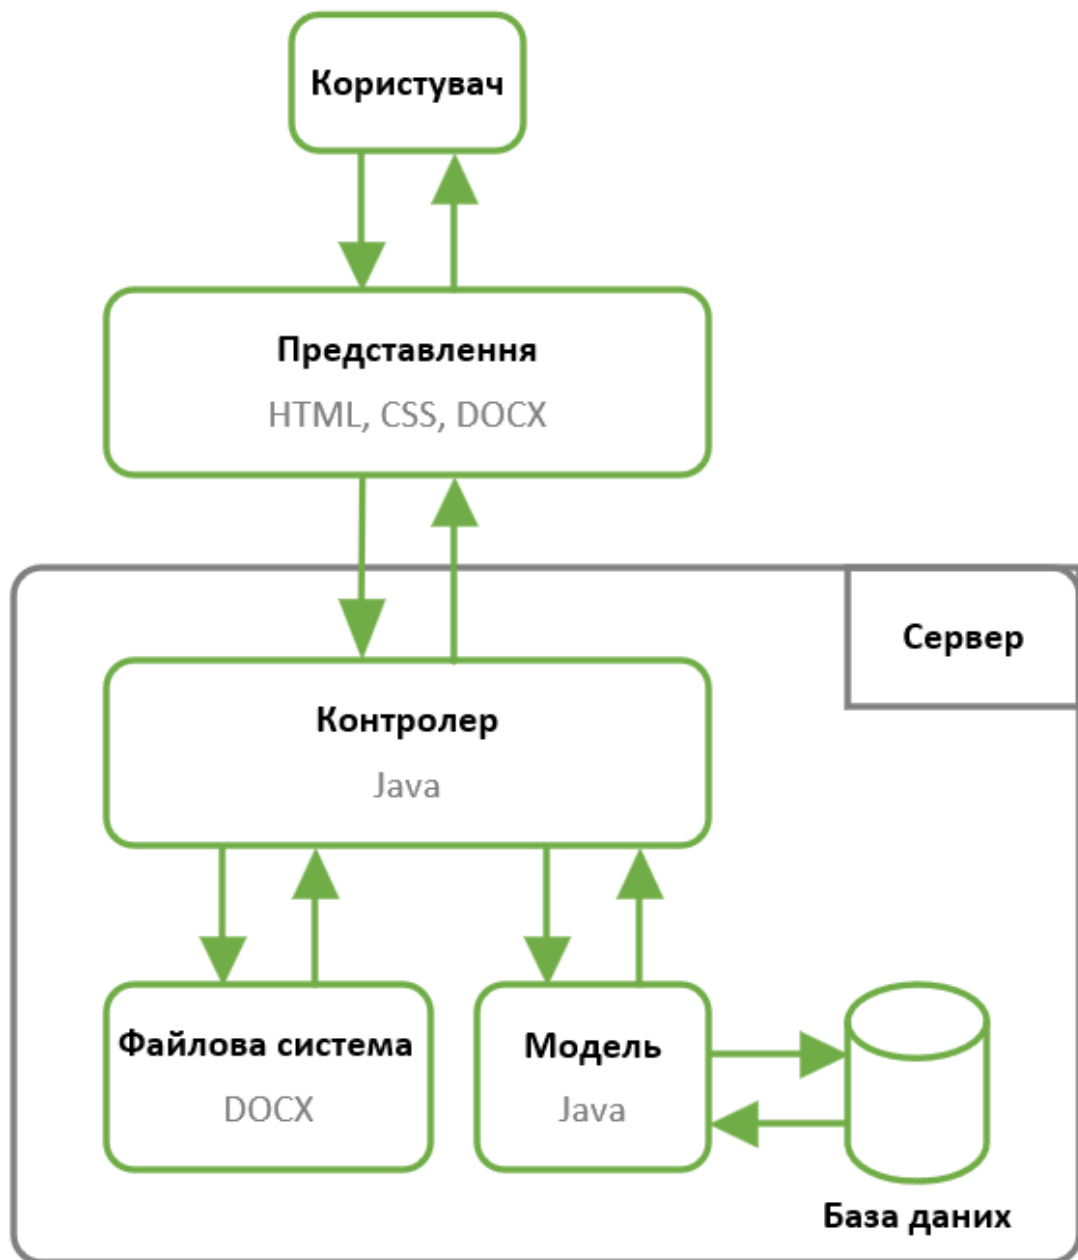 Користувач
Представлення
HTML, CSS, DOCX
Сервер
Контролер
Java
Файлова система
DOCX
Модель
Java
База даних